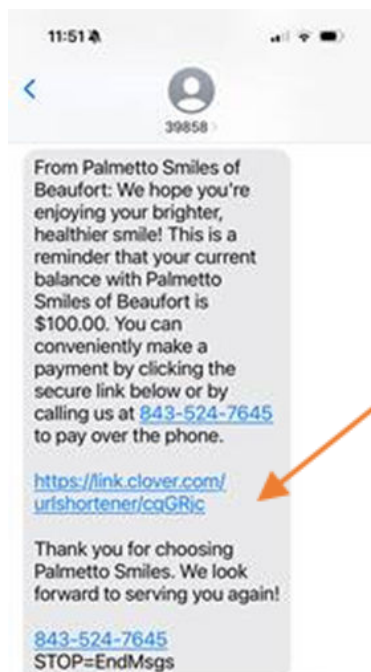 11:51
39858
From Palmetto Smiles of
Beaufort: We hope you're
enjoying your brighter,
healthier smile! This is a
reminder that your current
balance with Palmetto
Smiles of Beaufort is
$100.00. You can
conveniently make a
payment by clicking the
secure link below or by
calling us at 843-524-7645
to pay over the phone.
https://link.clover.com/
urlshortener/cqGRjc
Thank you for choosing
Palmetto Smiles. We look
forward to serving you again!
843-524-7645
STOP=EndMsgs